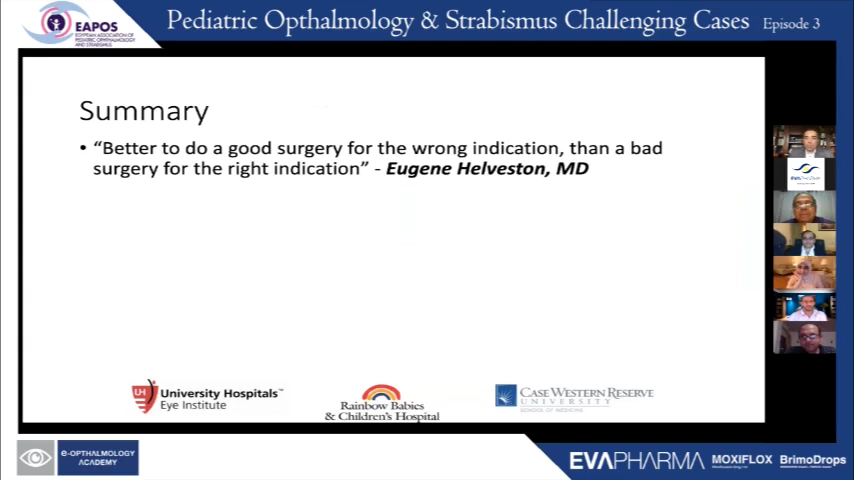 EAPOS
EGYPTIAN ASSOCIATION OF
PEDIATRIC OPHTHALMOLOGY
AND STRABISMUS
Pediatric Opthalmology & Strabismus Challenging Cases Episode 3
Summary
• “Better to do a good surgery for the wrong indication, than a bad
surgery for the right indication” - Eugene Helveston, MD
UH University Hospitals™
Eye Institute
Rainbow Babies
& Children's Hospital
CASE WESTERN RESERVE
UNIVERSITY
SCHOOL OF MEDICINE
e-OPTHALMOLOGY
ACADEMY
EVAPHARMA MOXIFLOX BrimoDrops